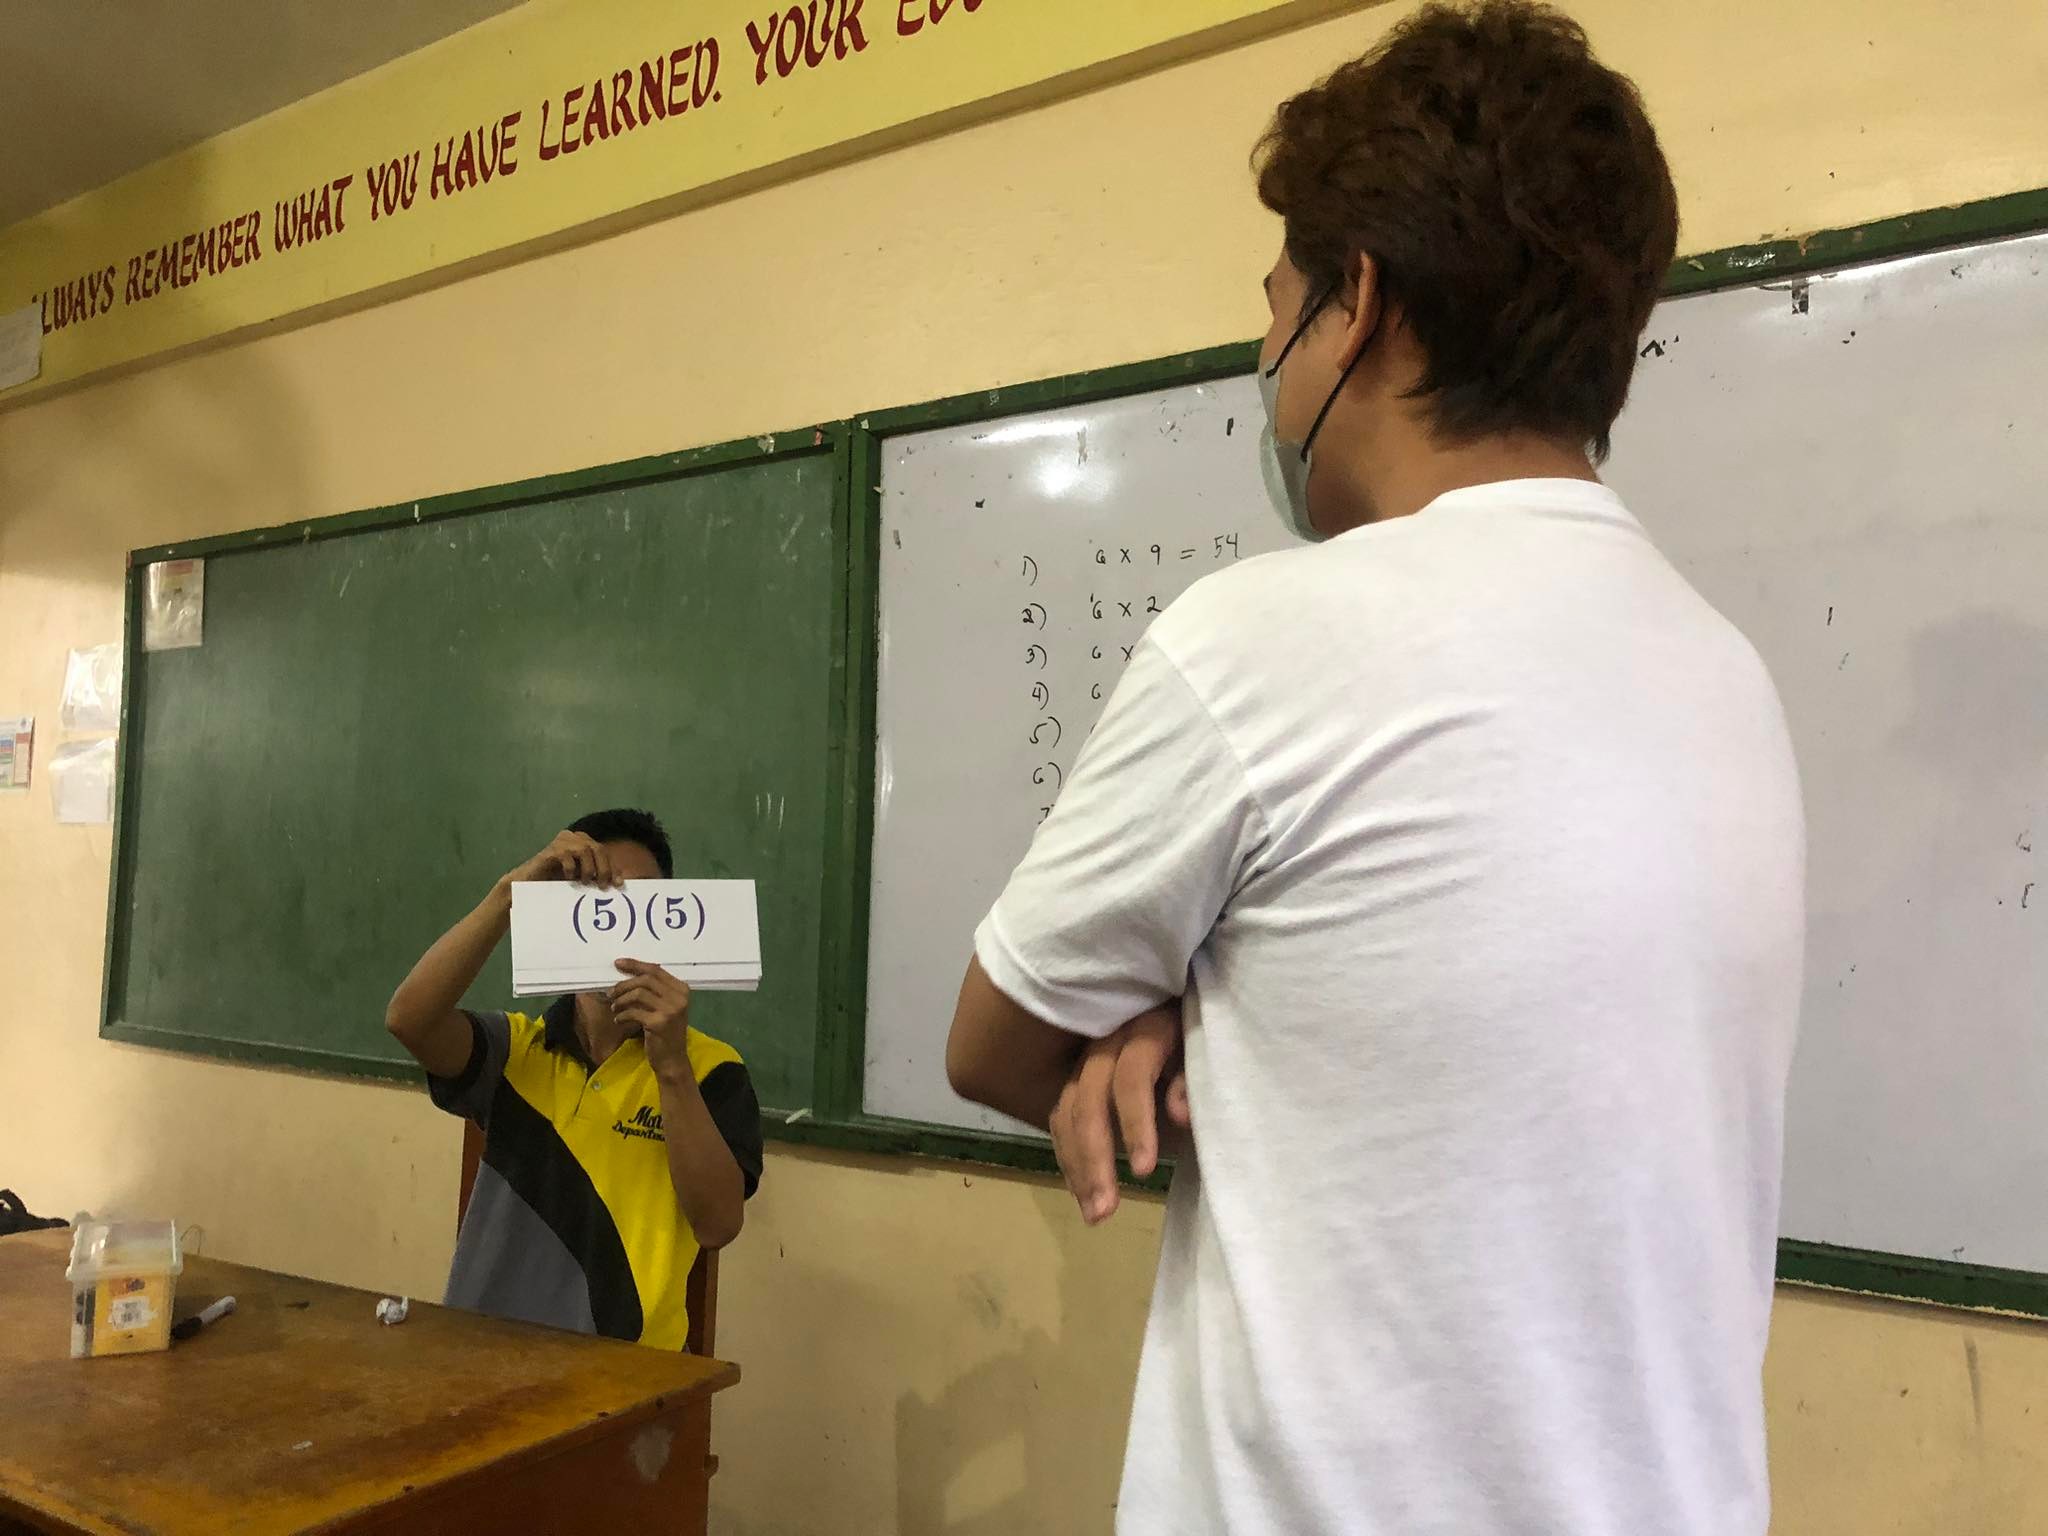 ALWAYS REMEMBER WHAT YOU HAVE LEARNED. YOUR
1) 6 x 9 = 54
2) 6 x 2
3) 6 x
4) 6
5)
6)
(5)(5)